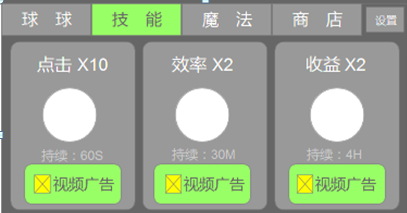 球 球 技 能 魔 法 商 店 设置
点击 X10 效率 X2 收益 X2
持续：60S 持续：30M 持续：4H
视频广告 视频广告 视频广告